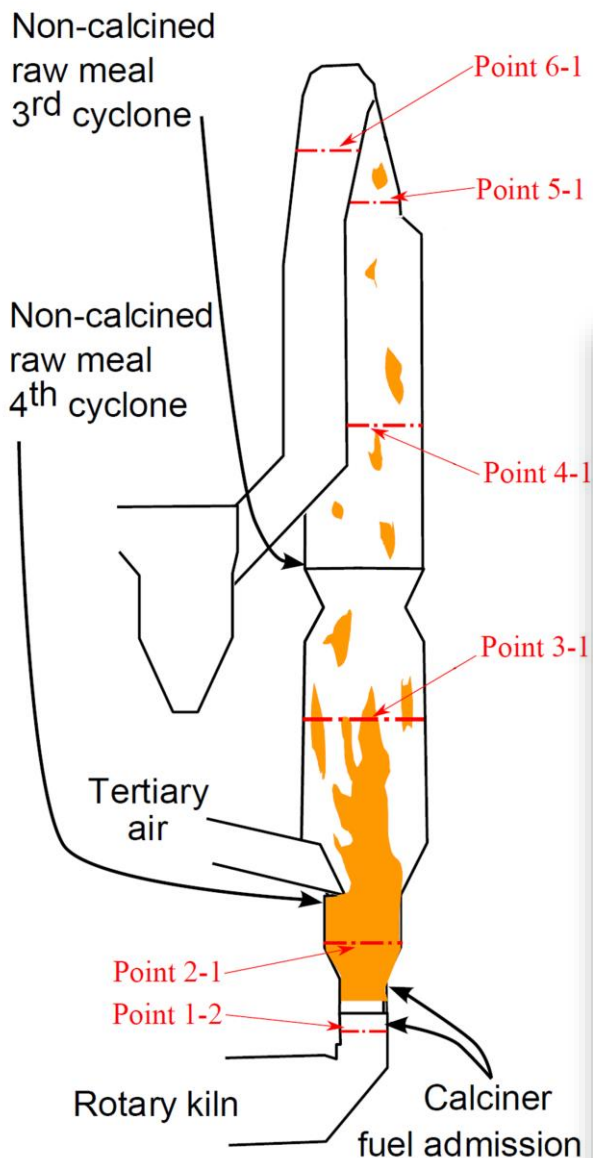 Non-calcined
raw meal
3rd cyclone
Point 6-1
Point 5-1
Non-calcined
raw meal
4th cyclone
Point 4-1
Point 3-1
Tertiary
air
Point 2-1
Point 1-2
Rotary kiln
Calciner
fuel admission